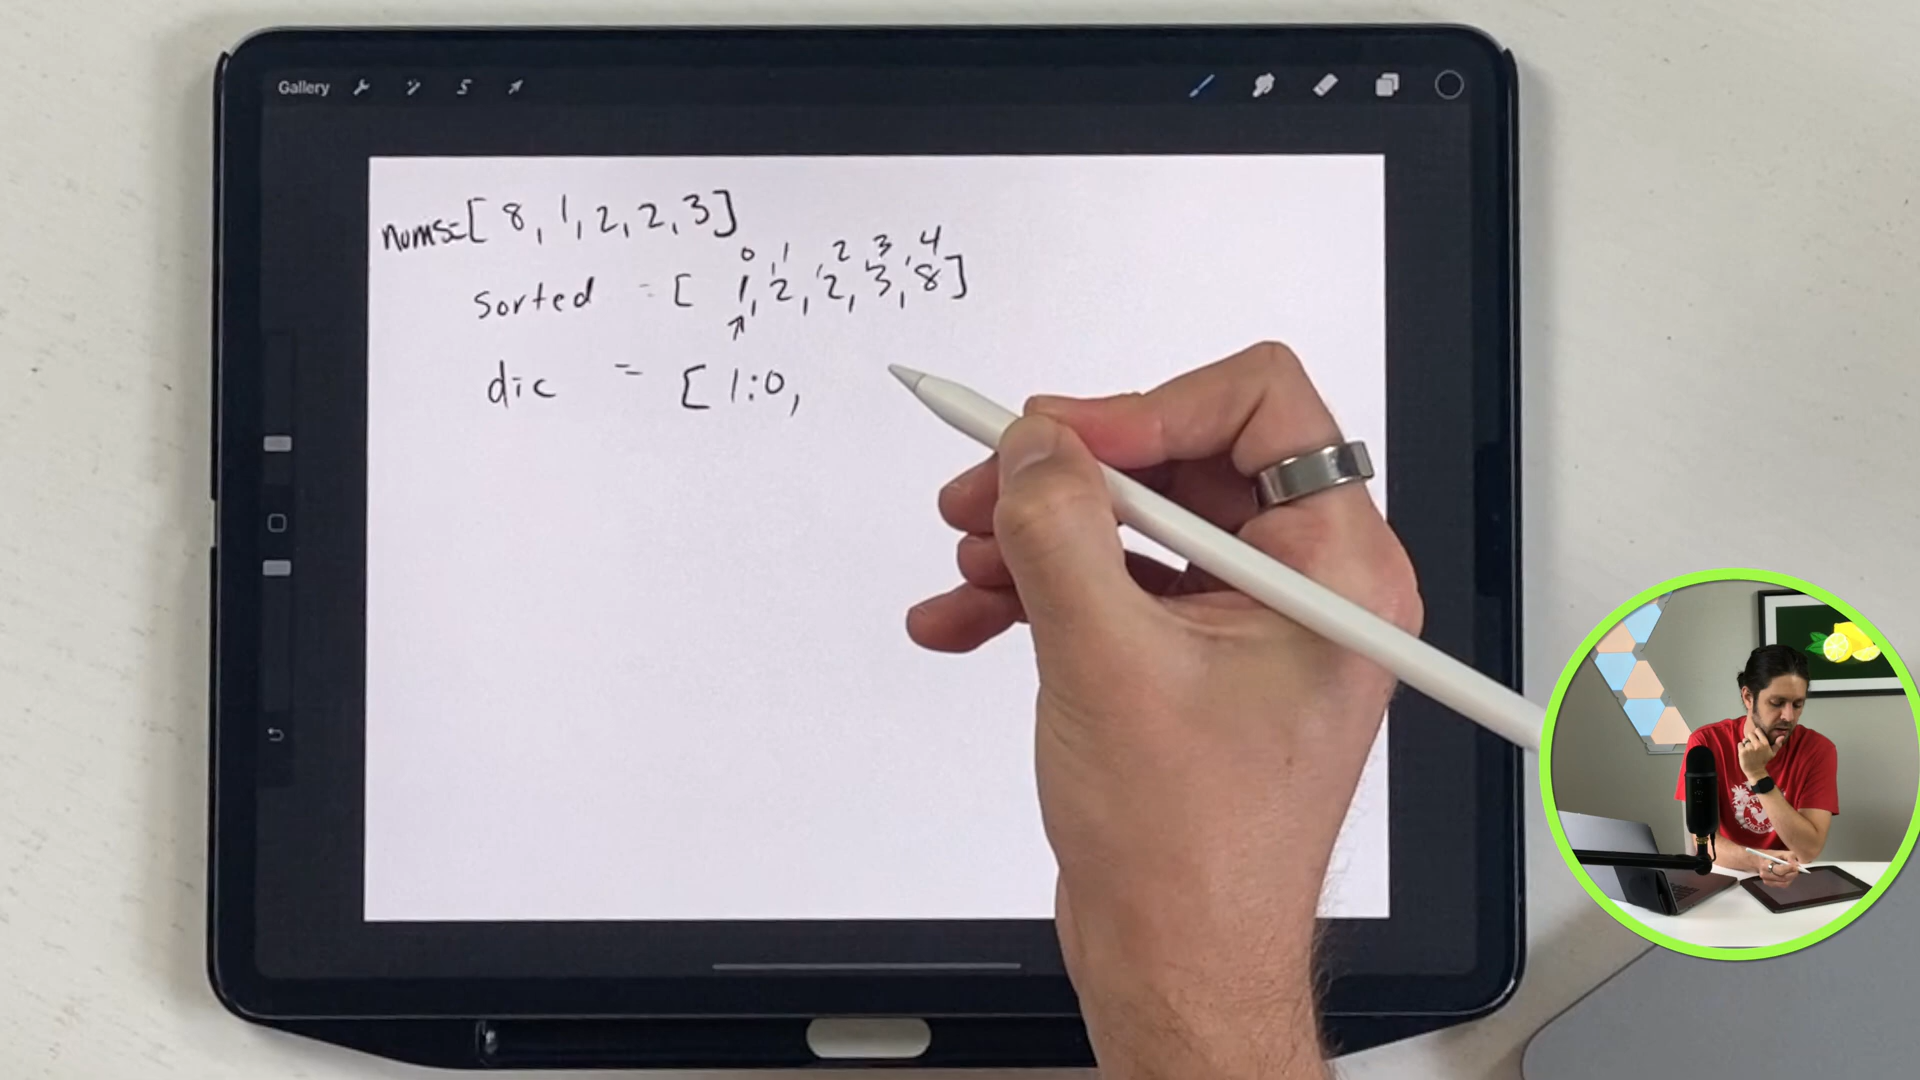 Gallery
nums=[ 8, 1, 2, 2, 3]
0, 1, 2, 3, 4
sorted = [ 1, 2, 2, 3, 8]
dic = [ 1:0,